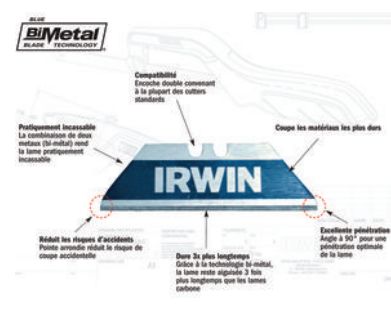 BLUE
BiMetal
BLADE TECHNOLOGY
Compatibilité
Encoche double convenant
à la plupart des cutters
standards
Pratiquement incassable
La combinaison de deux
metaux (bi-métal) rend
la lame pratiquement
incassable
Coupe les matériaux les plus durs
IRWIN
Réduit les risques d'accidents
Pointe arrondie réduit le risque de
coupe accidentelle
Dure 3x plus longtemps
Grâce à la technologie bi-métal,
la lame reste aiguisée 3 fois
plus longtemps que les lames
carbone
Excellente pénétration
Angle à 90° pour une
pénétration optimale
de la lame